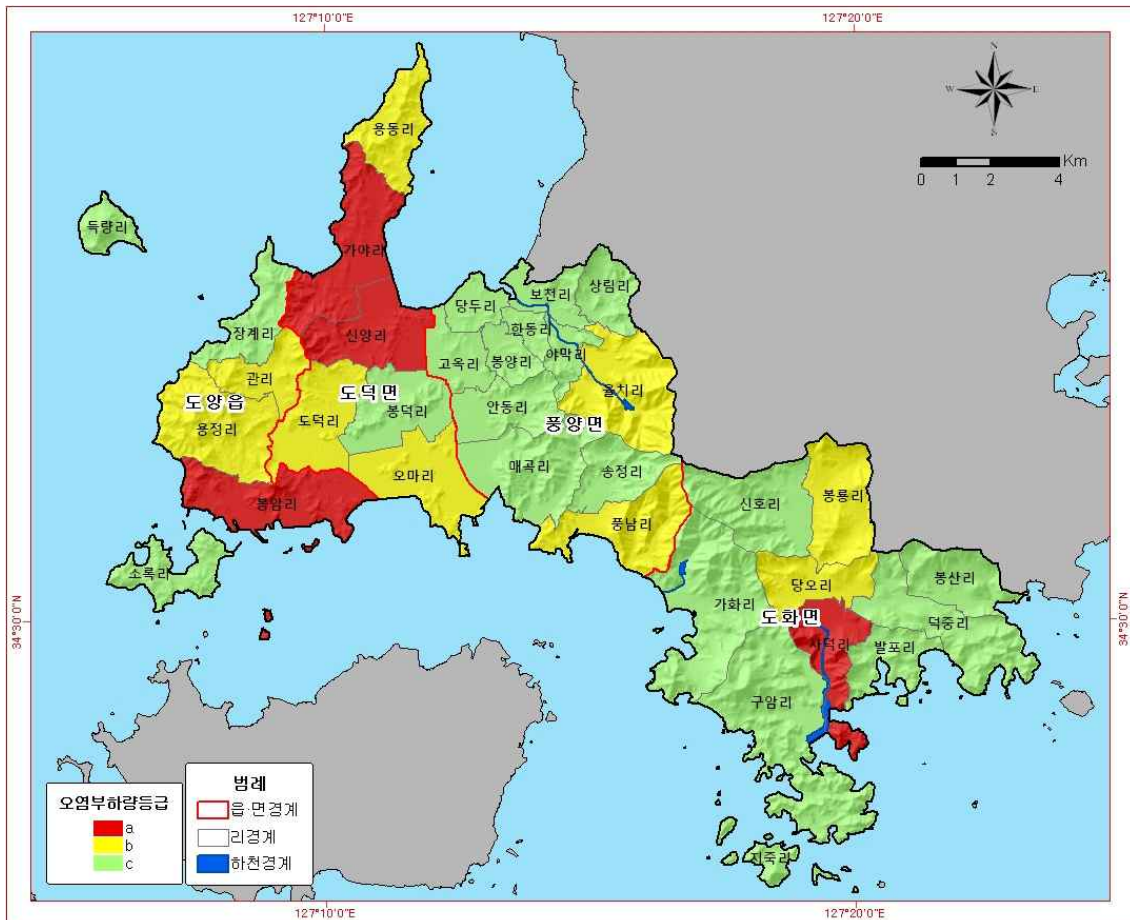 127°10'0"E
127°20'0"E
N
W
E
S
Km
0 1 2 4
용동리
득량리
가야리
상림리
보천리
당두리
장계리
신양리
한동리
고옥리
봉양리
야막리
관리
율치리
도양읍
도덕면
용정리
도덕리
봉덕리
안동리
풍양면
오마리
매곡리
송정리
봉암리
신호리
봉룡리
풍남리
소록리
당오리
봉산리
가화리
도화면
덕중리
사덕리
발포리
구암리
지죽리
34°30'0"N
34°30'0"N
오염부하량등급
a
b
c
범례
읍·면경계
리경계
하천경계
127°10'0"E
127°20'0"E